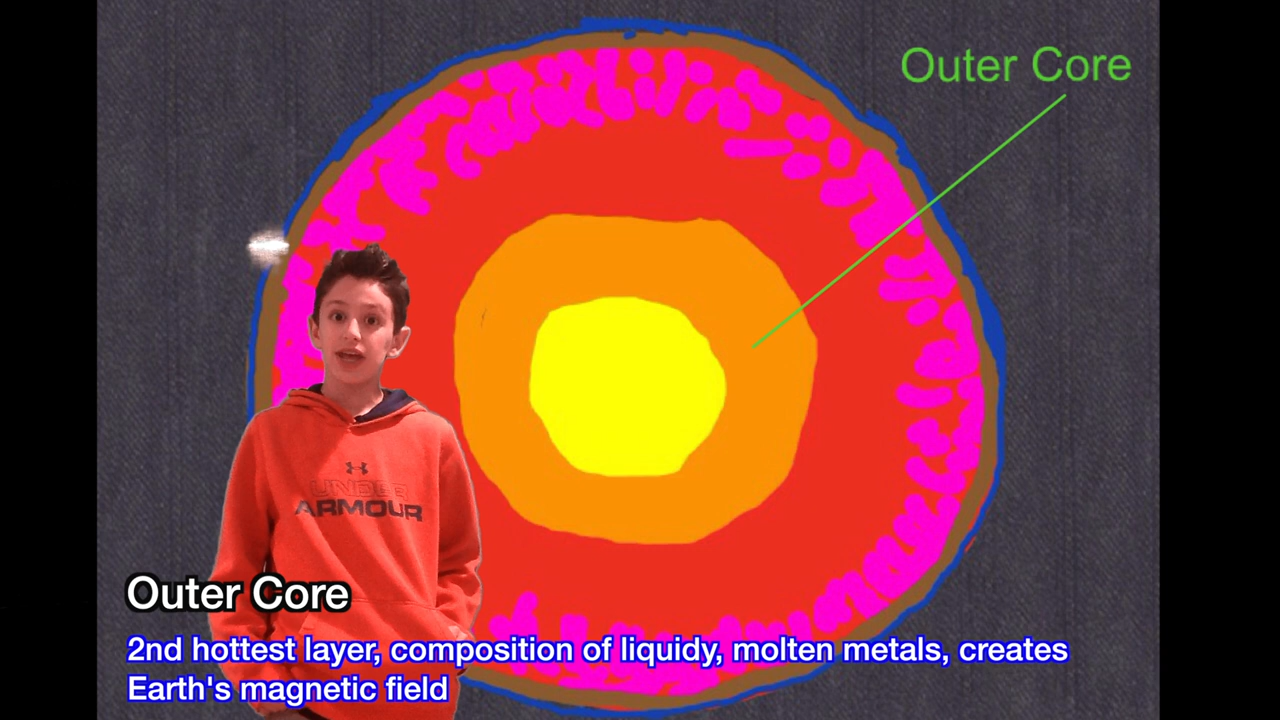 Outer Core
UNDER
ARMOUR
Outer Core
2nd hottest layer, composition of liquidy, molten metals, creates
Earth's magnetic field